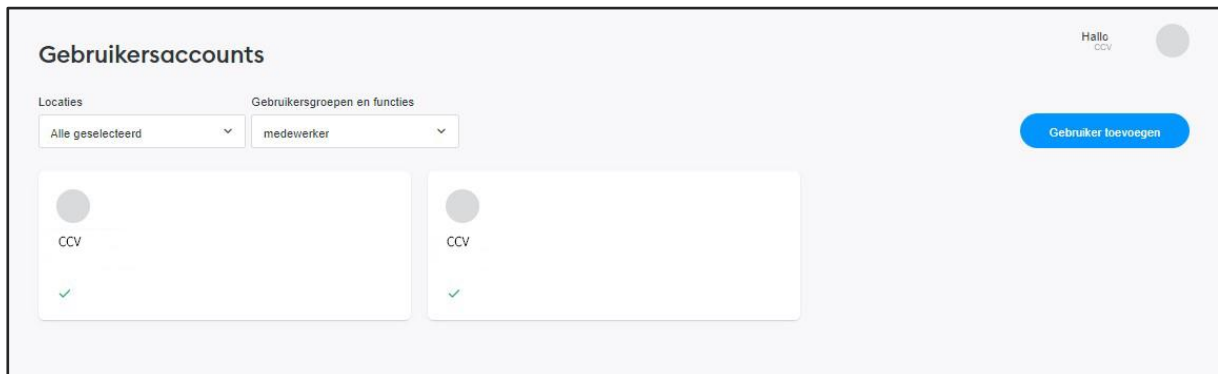 Hallo
CCV
Gebruikersaccounts
Locaties
Gebruikersgroepen en functies
Alle geselecteerd
medewerker
Gebruiker toevoegen
CCV
CCV